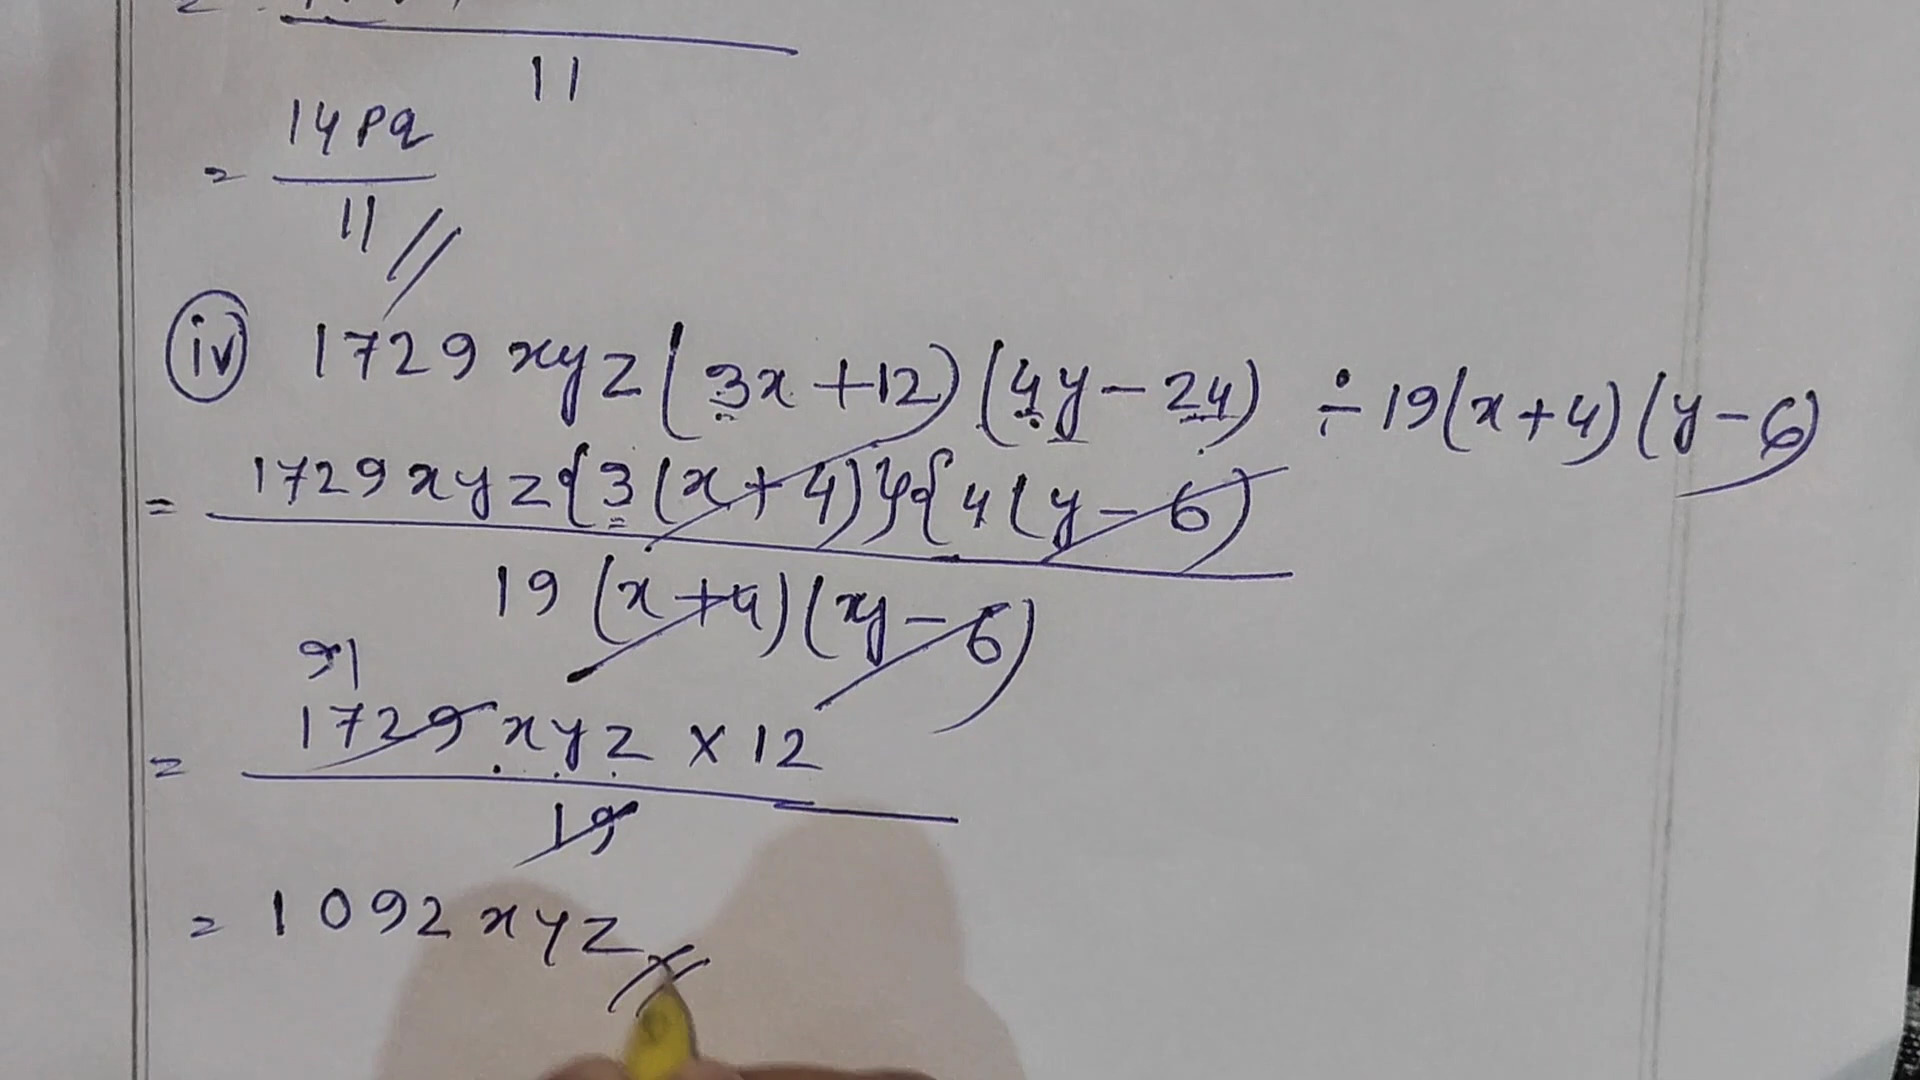 11
= 14pq
11 //
(iv) 1729 xyz (3x + 12) (4y - 24) ÷ 19(x + 4) (y - 6)
= 1729 xyz {3 (x + 4)} {4 (y - 6)
19 (x + 4) (xy - 6)
91
= 1729 xyz × 12
19
= 1092 xyz //